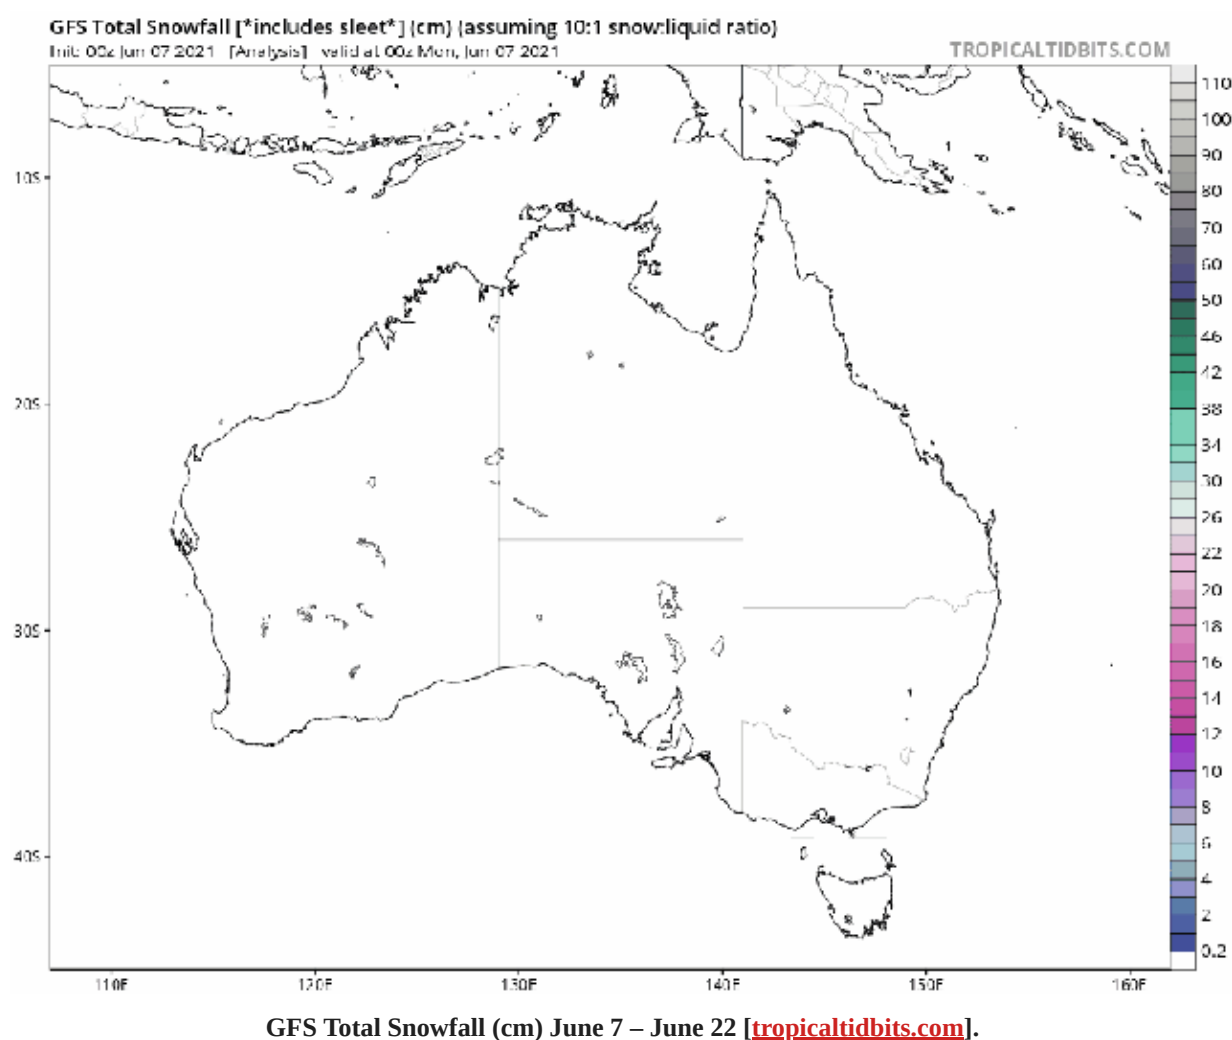 GFS Total Snowfall [*includes sleet*] (cm) (assuming 10:1 snow:liquid ratio)
Init: 00z Jun 07 2021 [Analysis] valid at 00z Mon, Jun 07 2021
TROPICALTIDBITS.COM
110
100
90
80
70
60
50
46
42
38
34
30
26
22
20
18
16
14
12
10
8
6
4
2
0.2
10S
20S
30S
40S
110E 120E 130E 140E 150E 160E
GFS Total Snowfall (cm) June 7 – June 22 [tropicaltidbits.com].